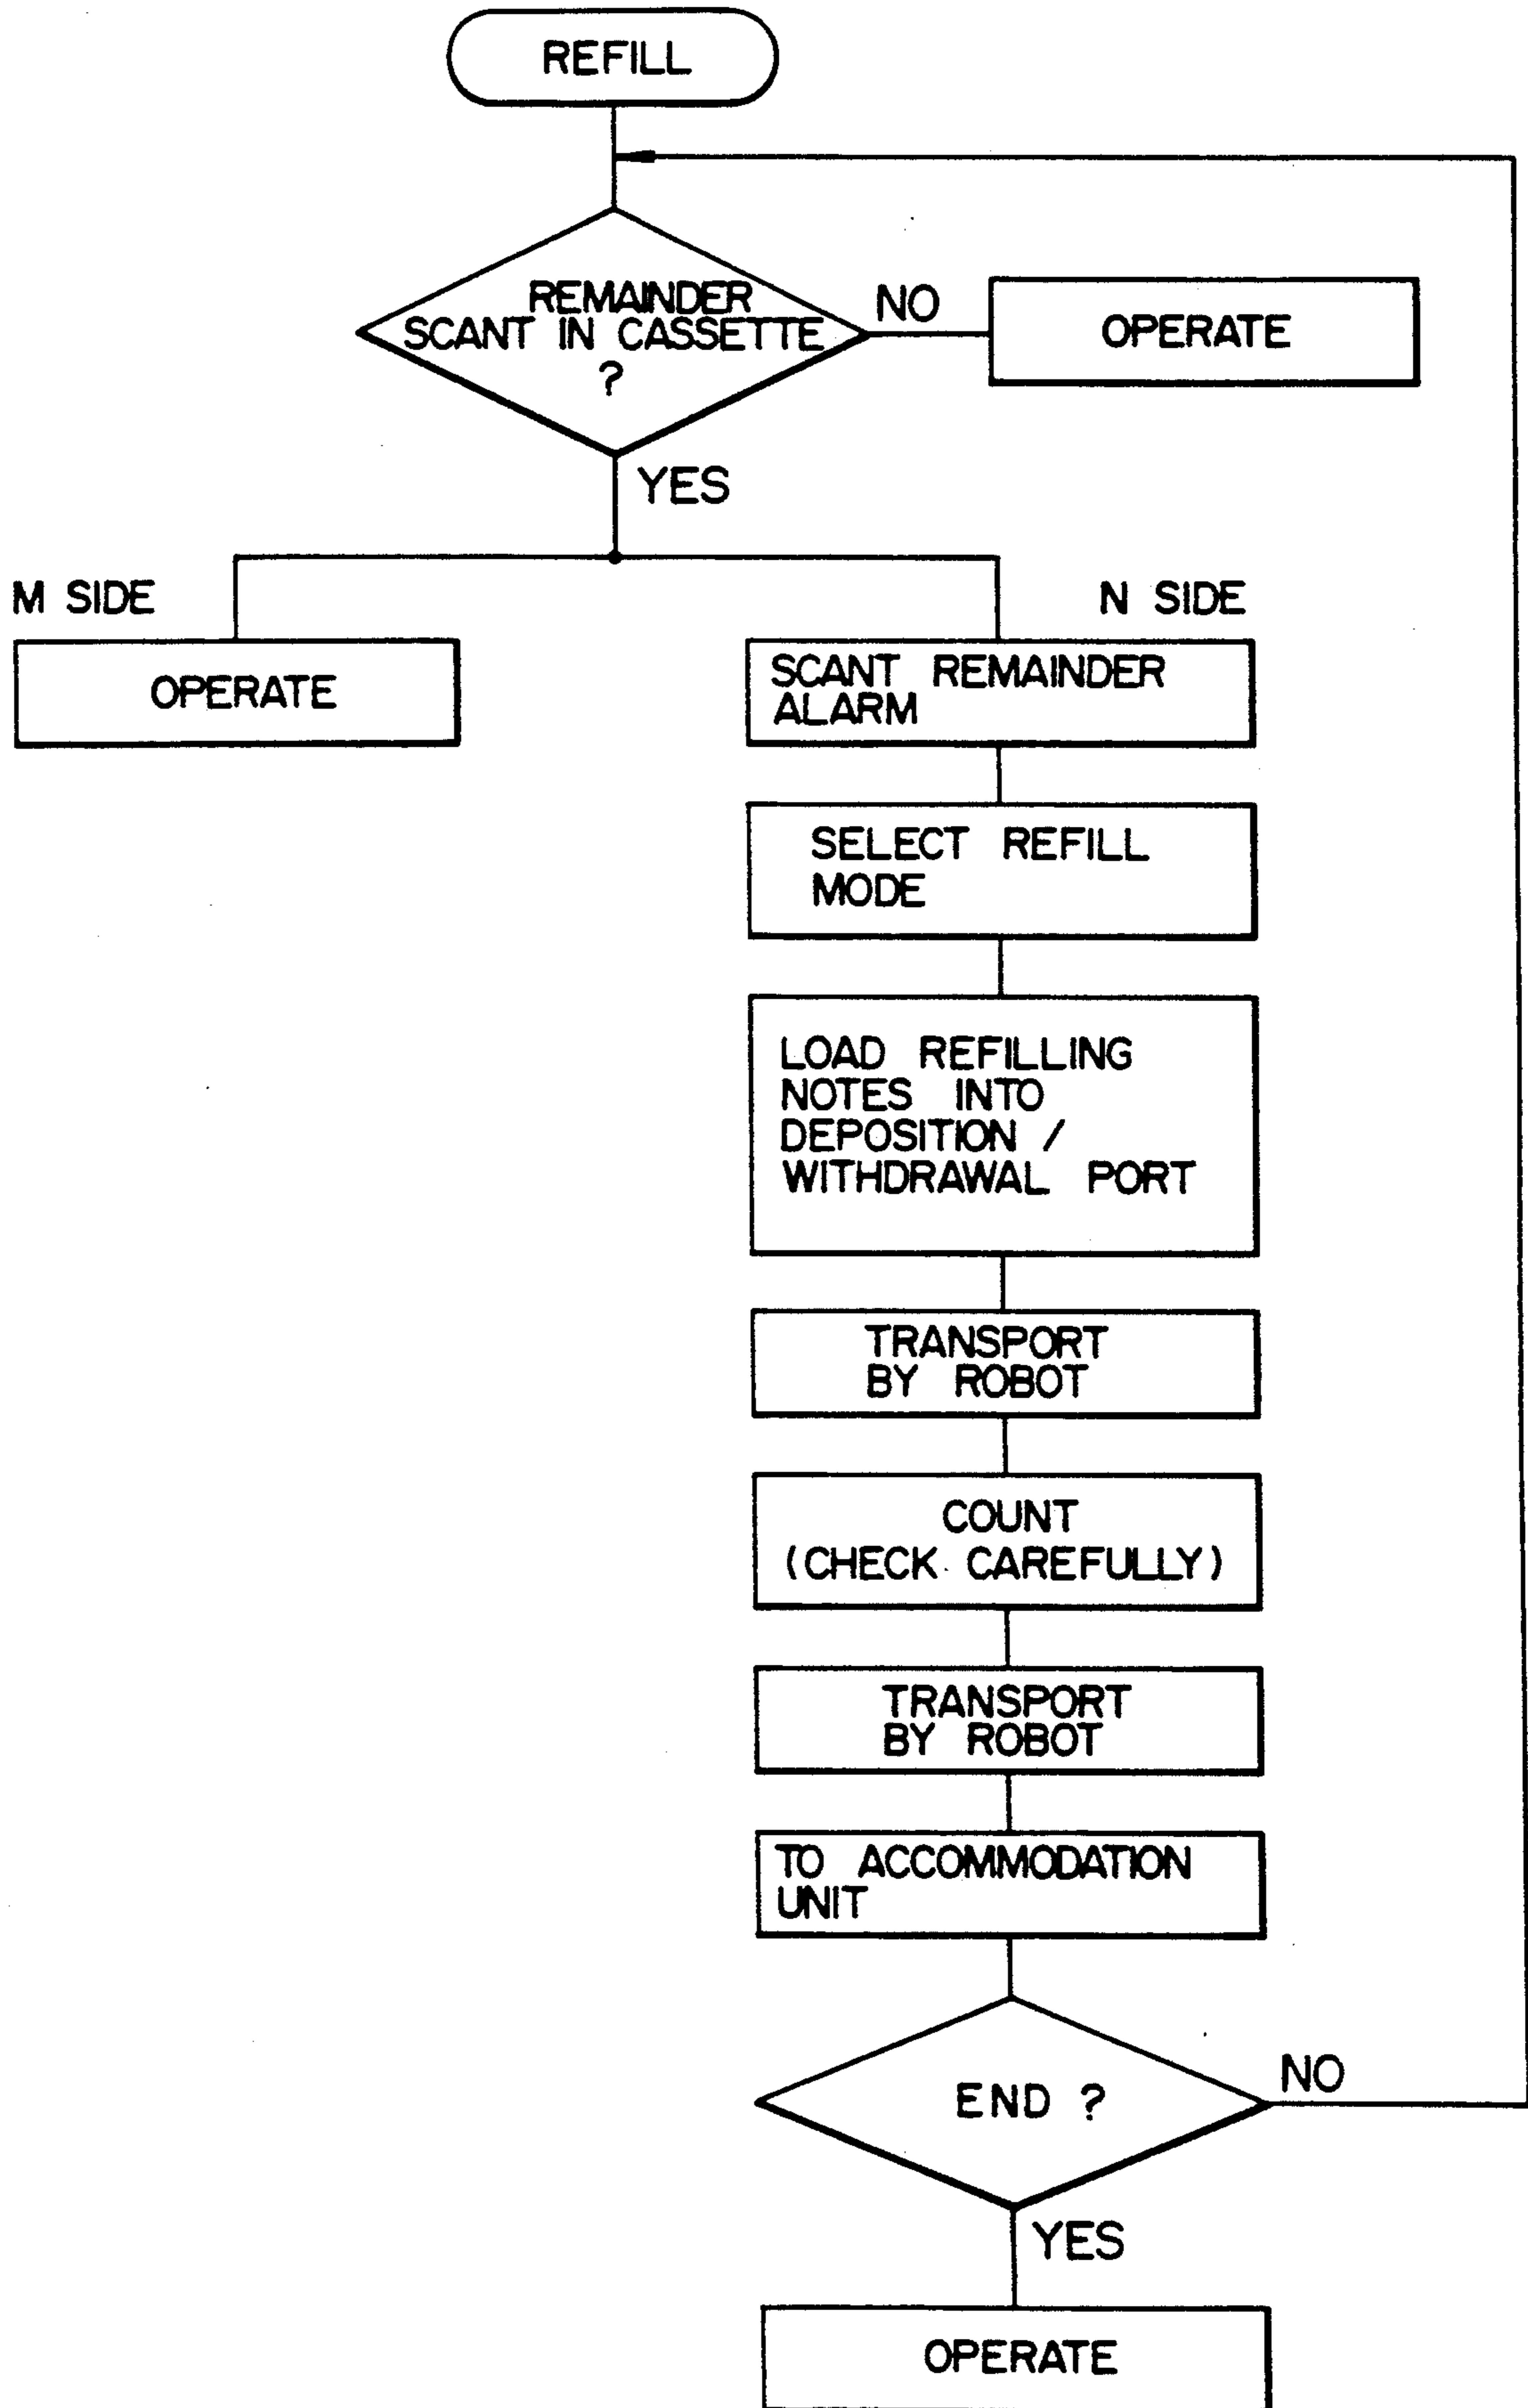 REFILL
REMAINDER
SCANT IN CASSETTE
?
NO
OPERATE
YES
M SIDE
N SIDE
OPERATE
SCANT REMAINDER
ALARM
SELECT REFILL
MODE
LOAD REFILLING
NOTES INTO
DEPOSITION /
WITHDRAWAL PORT
TRANSPORT
BY ROBOT
COUNT
(CHECK CAREFULLY)
TRANSPORT
BY ROBOT
TO ACCOMMODATION
UNIT
END ?
NO
YES
OPERATE